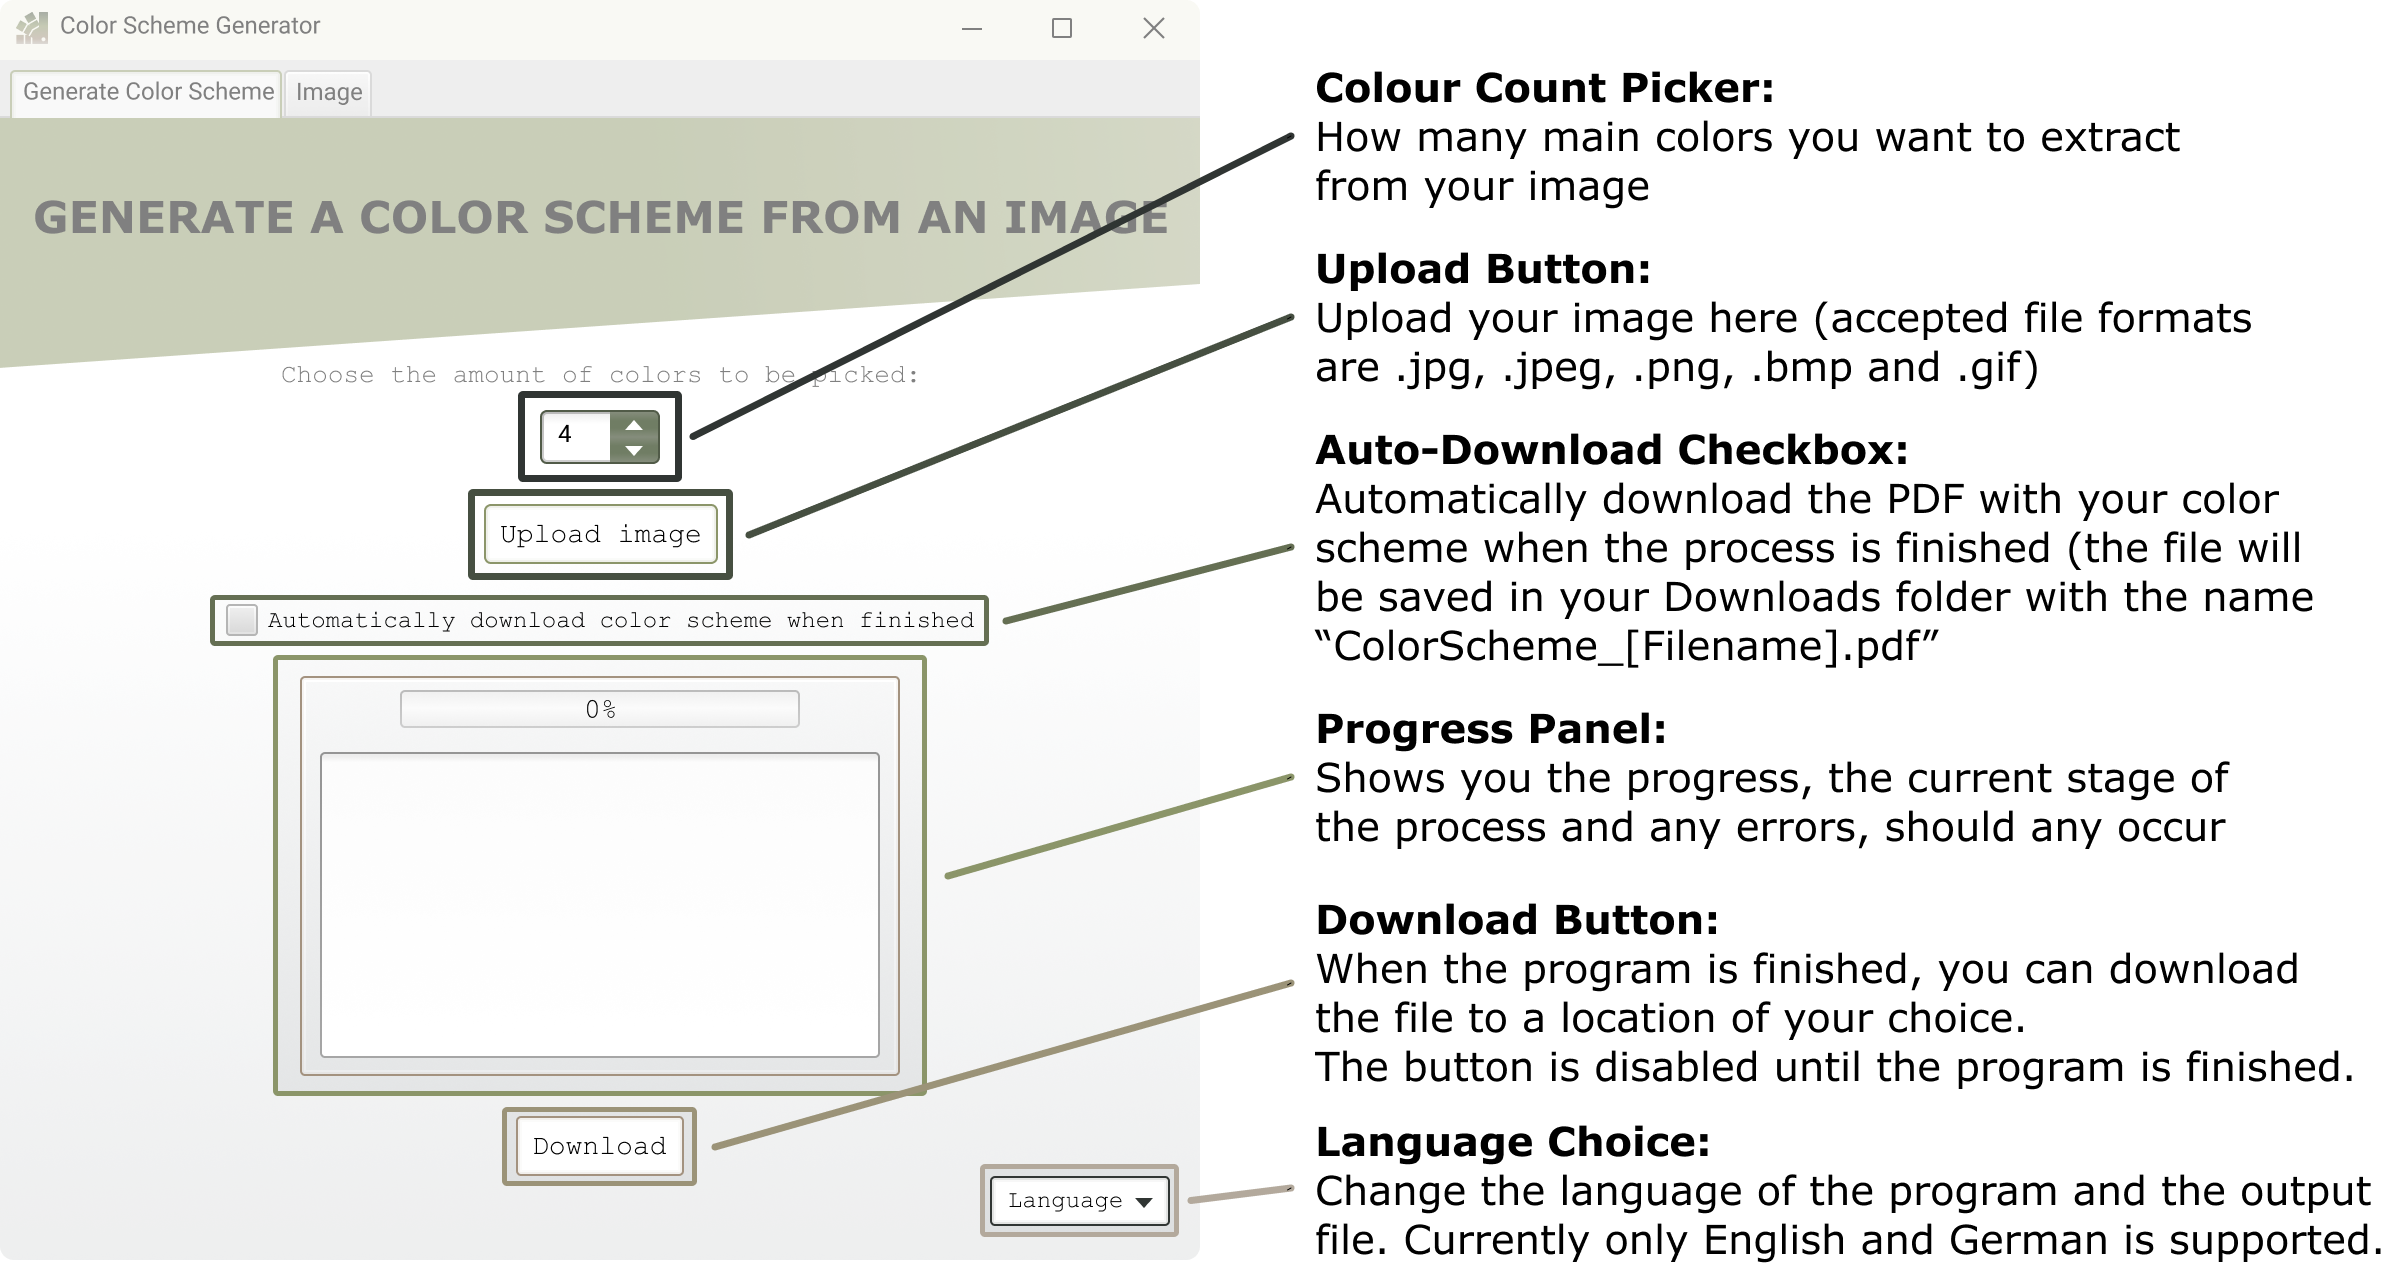 Color Scheme Generator
Generate Color Scheme
Image
GENERATE A COLOR SCHEME FROM AN IMAGE
Choose the amount of colors to be picked:
4
Upload image
Automatically download color scheme when finished
0%
Download
Language
Colour Count Picker:
How many main colors you want to extract
from your image
Upload Button:
Upload your image here (accepted file formats
are .jpg, .jpeg, .png, .bmp and .gif)
Auto-Download Checkbox:
Automatically download the PDF with your color
scheme when the process is finished (the file will
be saved in your Downloads folder with the name
“ColorScheme_[Filename].pdf”
Progress Panel:
Shows you the progress, the current stage of
the process and any errors, should any occur
Download Button:
When the program is finished, you can download
the file to a location of your choice.
The button is disabled until the program is finished.
Language Choice:
Change the language of the program and the output
file. Currently only English and German is supported.